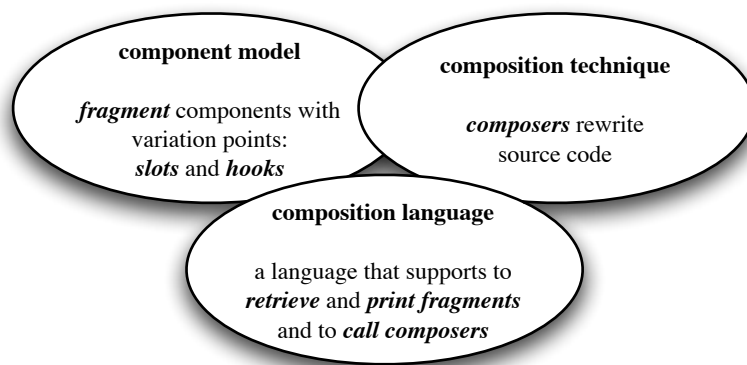 component model
fragment components with
variation points:
slots and hooks
composition technique
composers rewrite
source code
composition language
a language that supports to
retrieve and print fragments
and to call composers